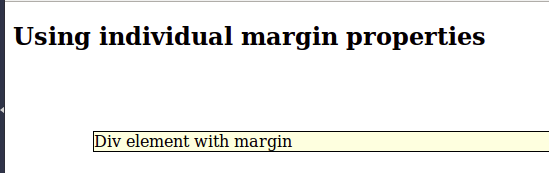 Using individual margin properties
Div element with margin